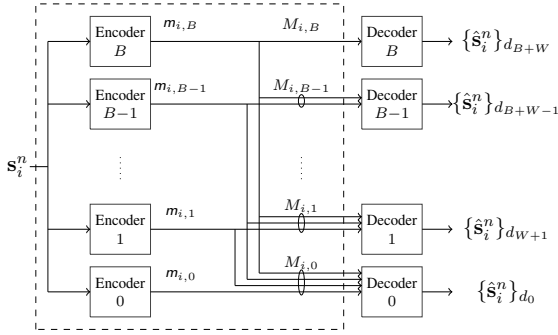 Encoder B m_{i,B} M_{i,B} Decoder B {ŝ_i^n}_{d_{B+W}}
Encoder B−1 m_{i,B−1} M_{i,B−1} Decoder B−1 {ŝ_i^n}_{d_{B+W−1}}
s_i^n
Encoder 1 m_{i,1} M_{i,1} Decoder 1 {ŝ_i^n}_{d_{W+1}}
Encoder 0 m_{i,0} M_{i,0} Decoder 0 {ŝ_i^n}_{d_0}